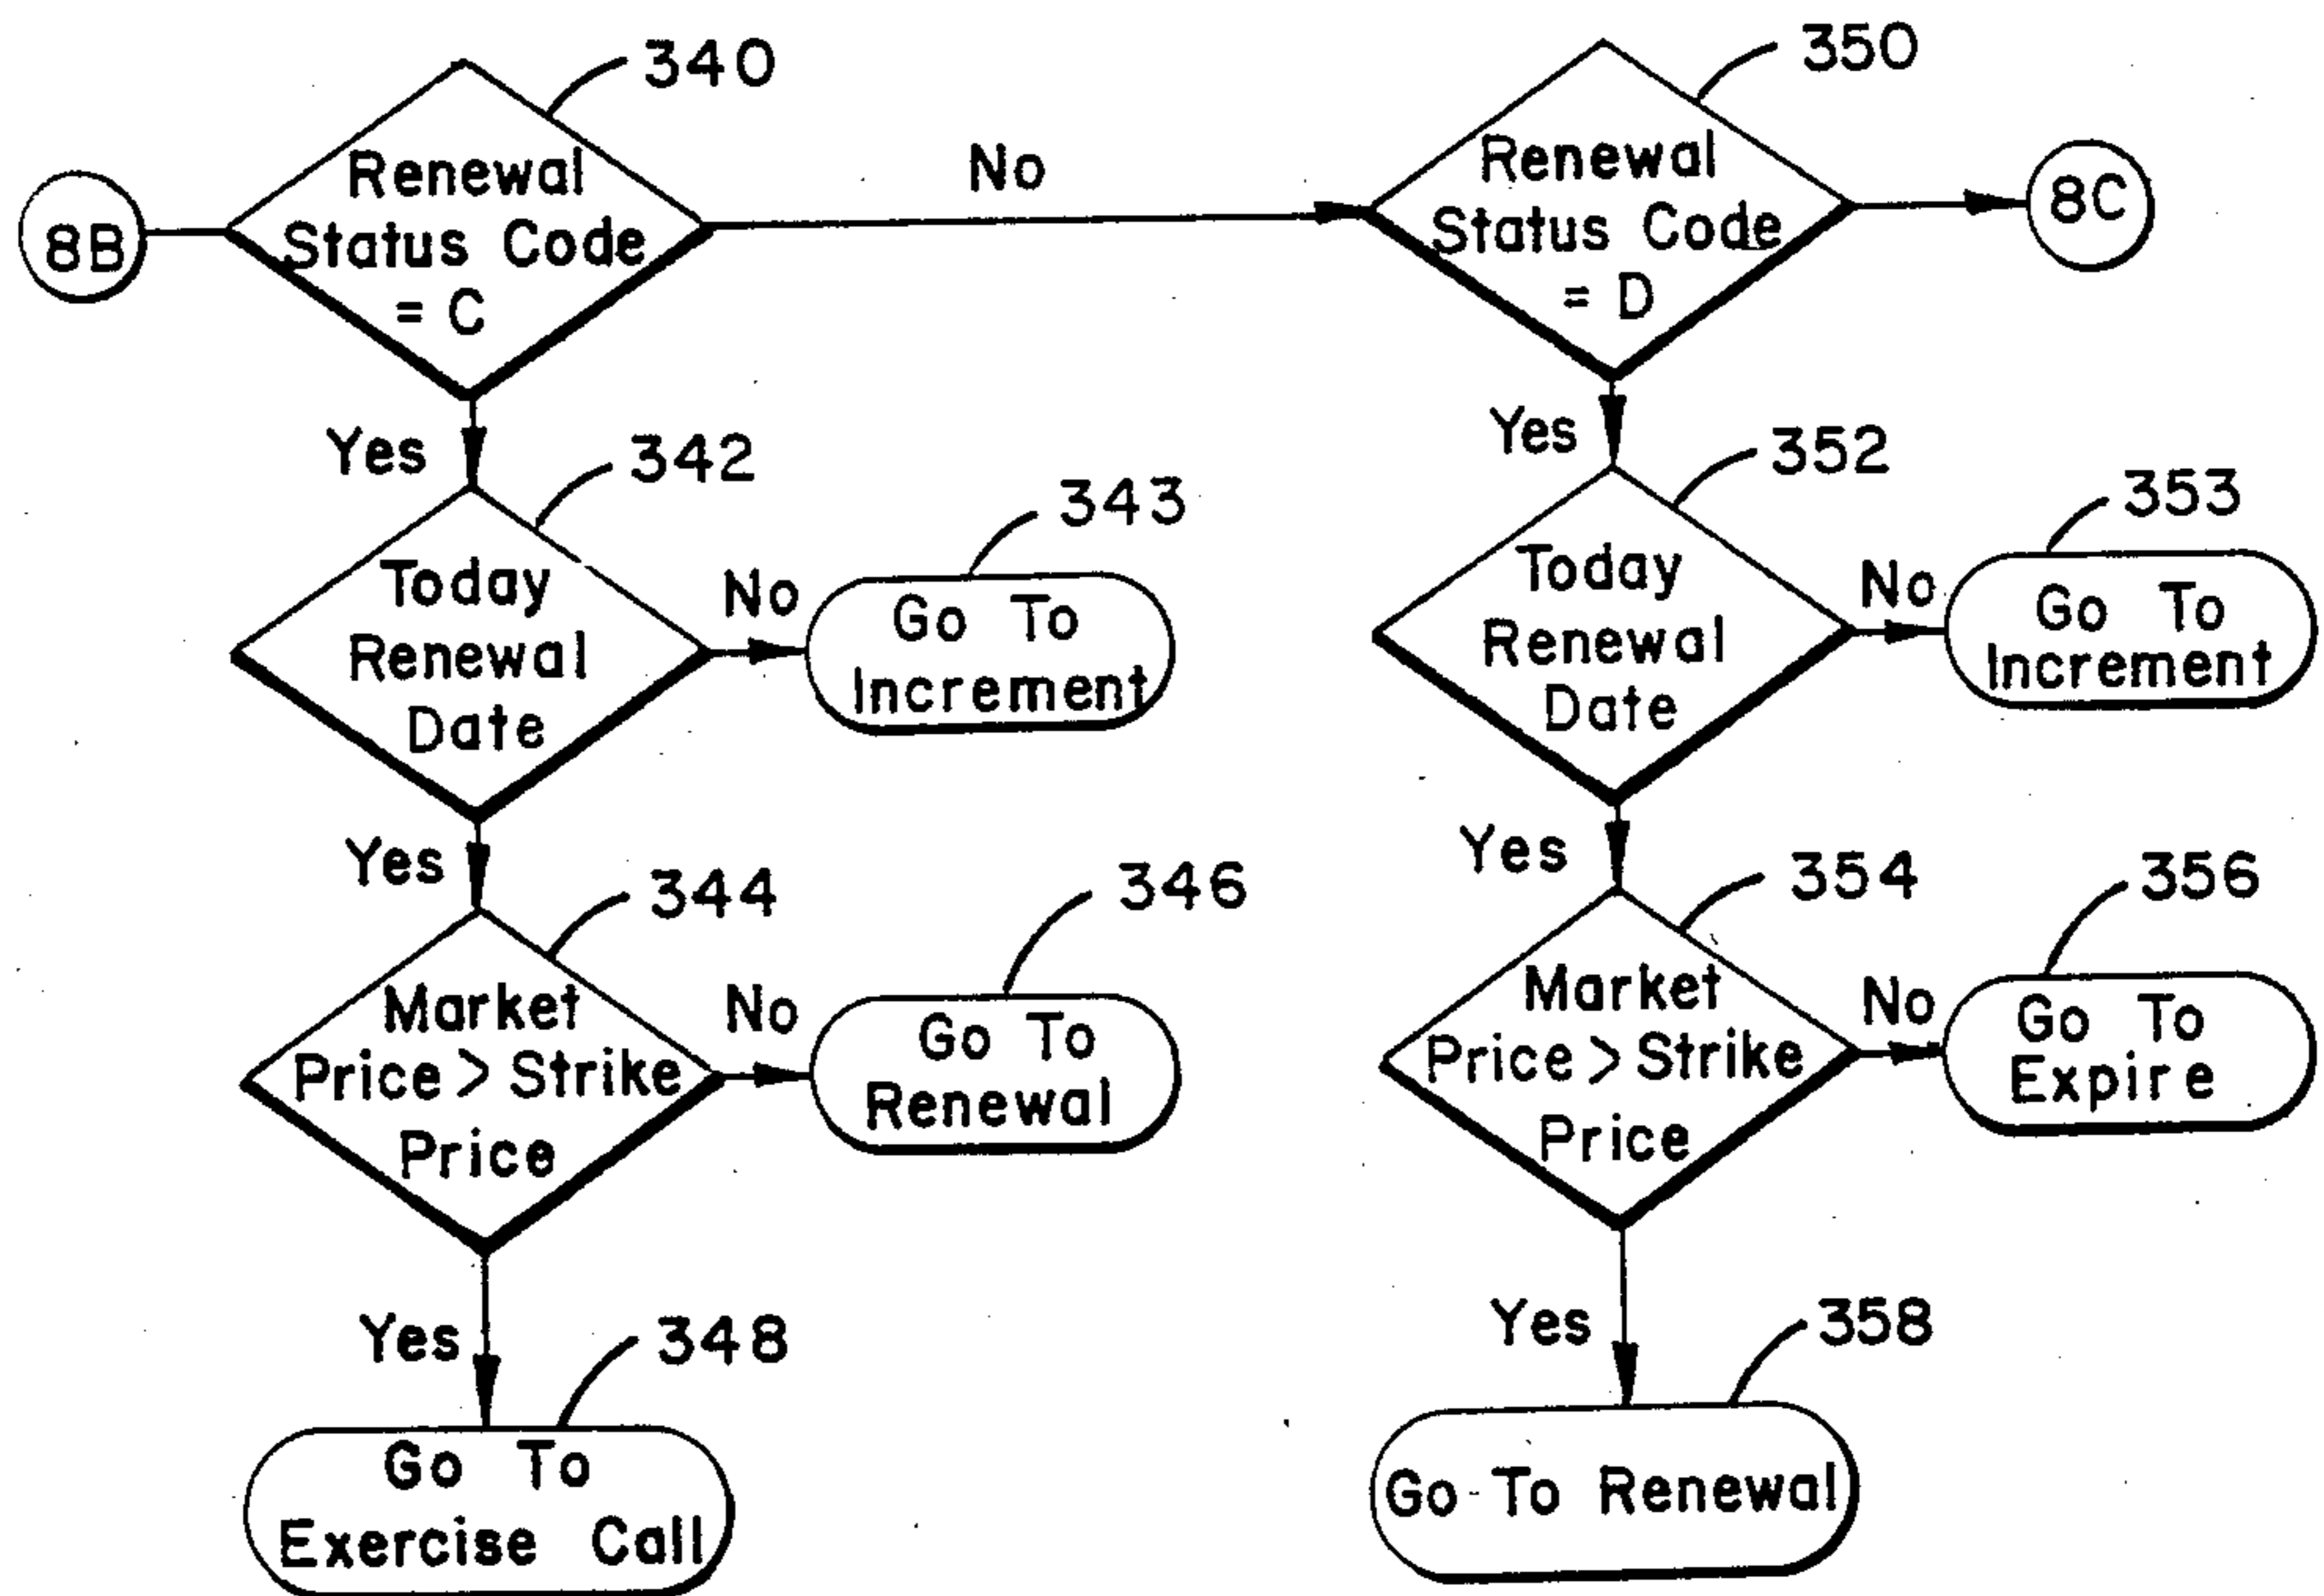 340
8B
Renewal
Status Code
= C
No
350
Renewal
Status Code
= D
8C
Yes
342
Today
Renewal
Date
No
343
Go To
Increment
Yes
352
Today
Renewal
Date
No
353
Go To
Increment
Yes
344
Market
Price > Strike
Price
No
346
Go To
Renewal
Yes
354
Market
Price > Strike
Price
No
356
Go To
Expire
Yes
348
Go To
Exercise Call
Yes
358
Go To Renewal